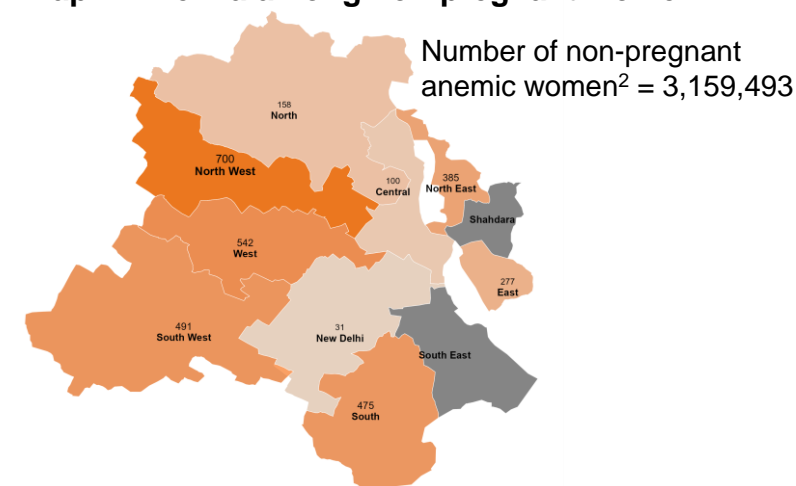 Number of non-pregnant
anemic women² = 3,159,493
158
North
700
North West
100
Central
385
North East
Shahdara
542
West
277
East
491
South West
31
New Delhi
South East
475
South